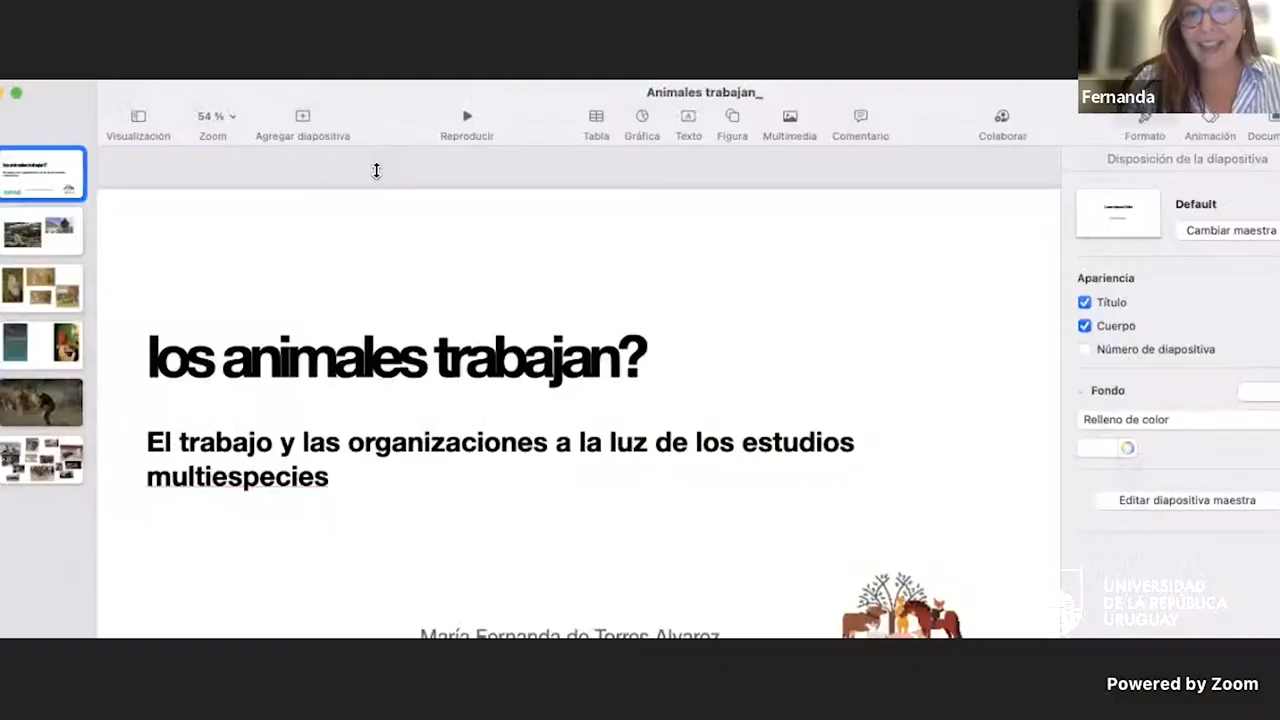 Animales trabajan_
Fernanda
Visualización
54 %
Zoom
Agregar diapositiva
Reproducir
Tabla
Gráfica
Texto
Figura
Multimedia
Comentario
Colaborar
Formato
Animación
Docum
Disposición de la diapositiva
Default
Cambiar maestra
Apariencia
Título
Cuerpo
Número de diapositiva
Fondo
Relleno de color
Editar diapositiva maestra
los animales trabajan?
El trabajo y las organizaciones a la luz de los estudios
multiespecies
María Fernanda de Torres Alvarez
UNIVERSIDAD
DE LA REPÚBLICA
URUGUAY
Powered by Zoom